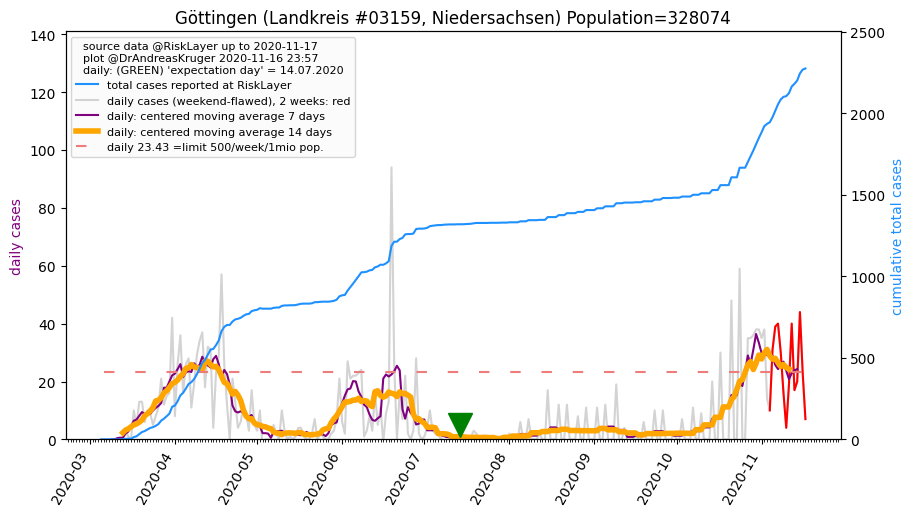 Göttingen (Landkreis #03159, Niedersachsen) Population=328074
source data @RiskLayer up to 2020-11-17
plot @DrAndreasKruger 2020-11-16 23:57
daily: (GREEN) 'expectation day' = 14.07.2020
total cases reported at RiskLayer
daily cases (weekend-flawed), 2 weeks: red
daily: centered moving average 7 days
daily: centered moving average 14 days
daily 23.43 =limit 500/week/1mio pop.
daily cases
140
120
100
80
60
40
20
0
2500
2000
1500
1000
500
0
cumulative total cases
2020-03
2020-04
2020-05
2020-06
2020-07
2020-08
2020-09
2020-10
2020-11